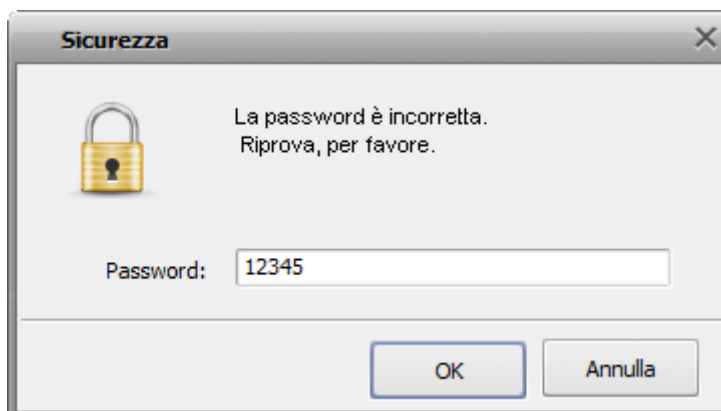 Sicurezza
La password è incorretta.
Riprova, per favore.
Password: 12345
OK Annulla